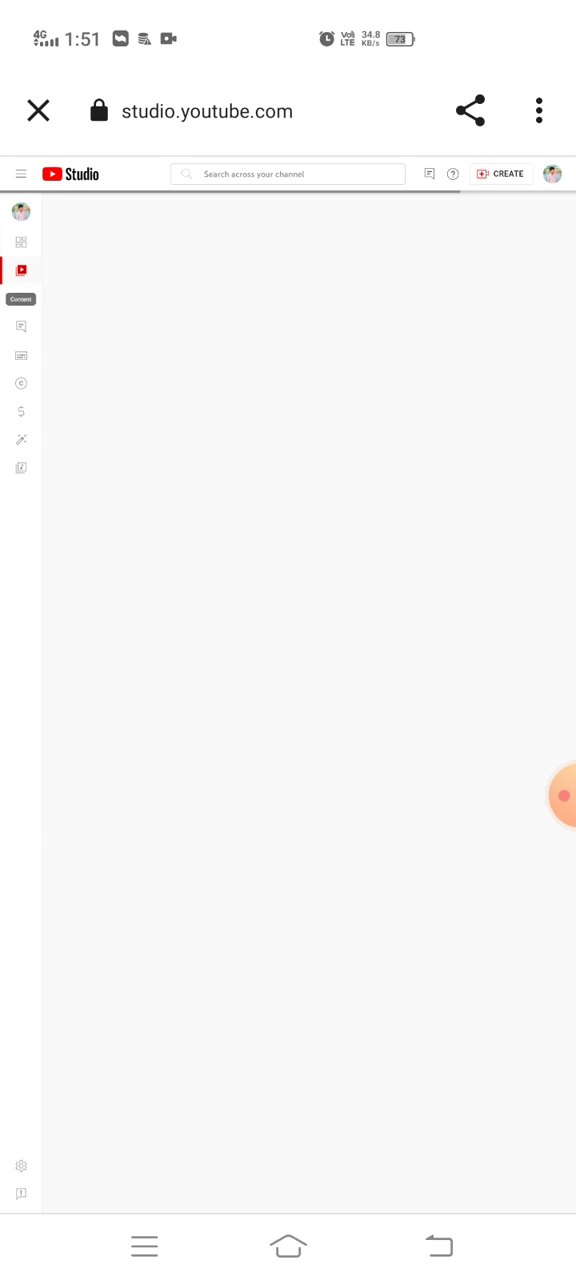 4G 1:51 Vo) LTE 34.8 KB/s 73
studio.youtube.com
Studio Search across your channel CREATE
Content